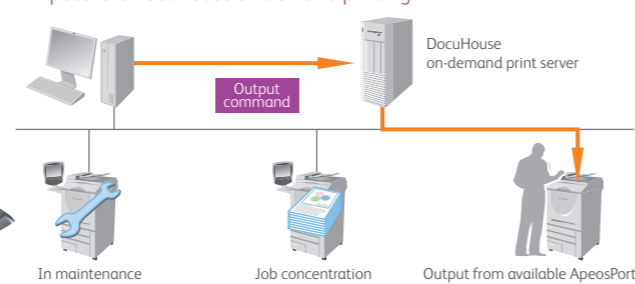 DocuHouse
on-demand print server
Output
command
In maintenance
Job concentration
Output from available ApeosPort